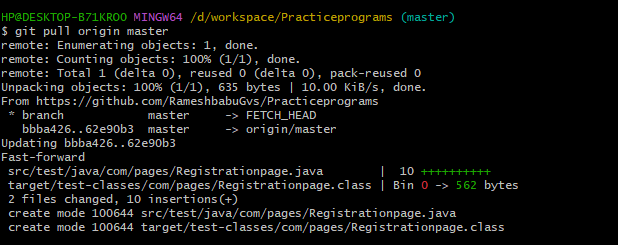 HP@DESKTOP-B71KROO MINGW64 /d/workspace/Practiceprograms (master)
$ git pull origin master
remote: Enumerating objects: 1, done.
remote: Counting objects: 100% (1/1), done.
remote: Total 1 (delta 0), reused 0 (delta 0), pack-reused 0
Unpacking objects: 100% (1/1), 635 bytes | 10.00 KiB/s, done.
From https://github.com/RameshbabuGvs/Practiceprograms
 * branch            master     -> FETCH_HEAD
   bbba426..62e90b3  master     -> origin/master
Updating bbba426..62e90b3
Fast-forward
 src/test/java/com/pages/Registrationpage.java       |  10 ++++++++++
 target/test-classes/com/pages/Registrationpage.class | Bin 0 -> 562 bytes
 2 files changed, 10 insertions(+)
 create mode 100644 src/test/java/com/pages/Registrationpage.java
 create mode 100644 target/test-classes/com/pages/Registrationpage.class